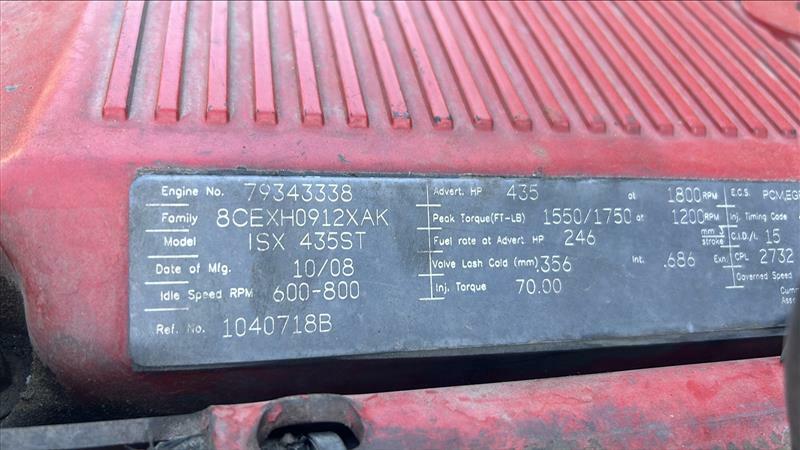 Engine No. 79343338
Family 8CEXH0912XAK
Model ISX 435ST
Date of Mfg. 10/08
Idle Speed RPM 600-800
Ref. No. 1040718B
Advert. HP 435 at 1800 RPM
Peak Torque(FT-LB) 1550/1750 at 1200 RPM
Fuel rate at Advert. HP 246 mm3 stroke
Valve Lash Cold (mm) .356 Int. .686 Exh.
Inj. Torque 70.00
E.C.S. PCM,EGR
Inj. Timing Code
C.I.D./L 15
CPL 2732
Governed Speed